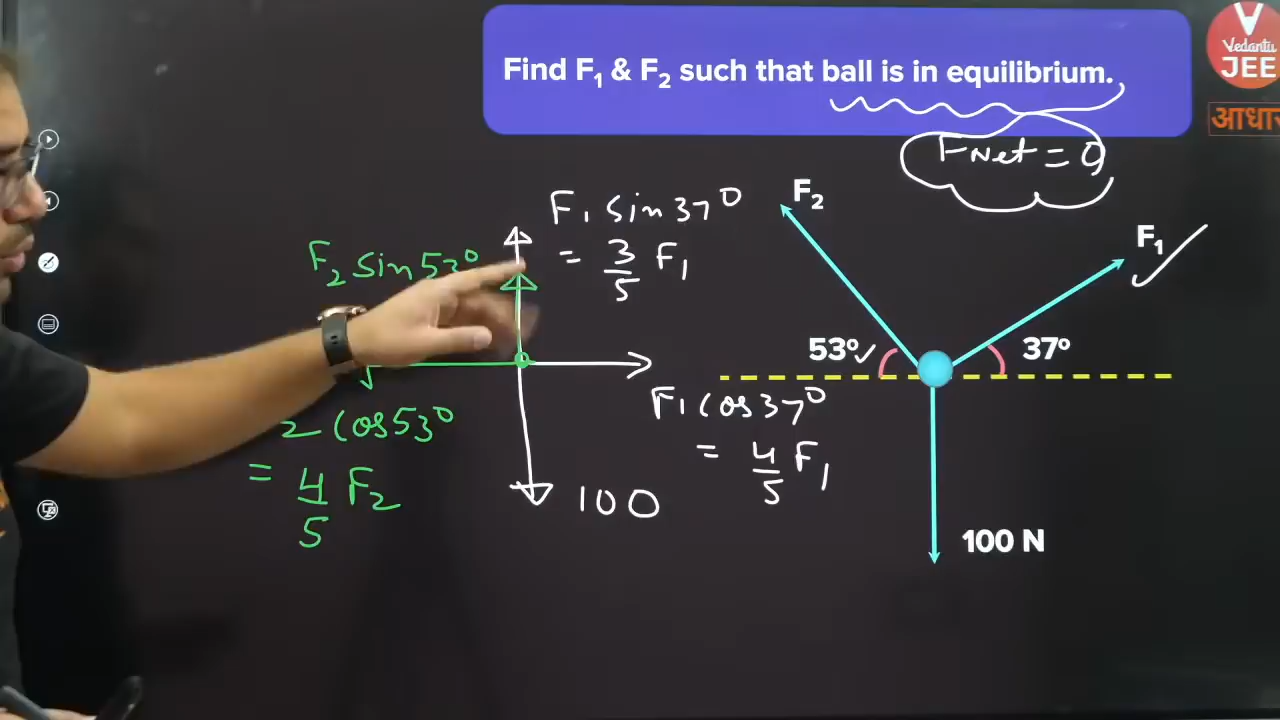 Find F₁ & F₂ such that ball is in equilibrium.
Vedantu
JEE
FNet = 0
F₂
F₁
53°
37°
100 N
F₁ sin 37°
= 3/5 F₁
F₂ sin 53°
F₁ cos 37°
= 4/5 F₁
2 cos 53°
= 4/5 F₂
100